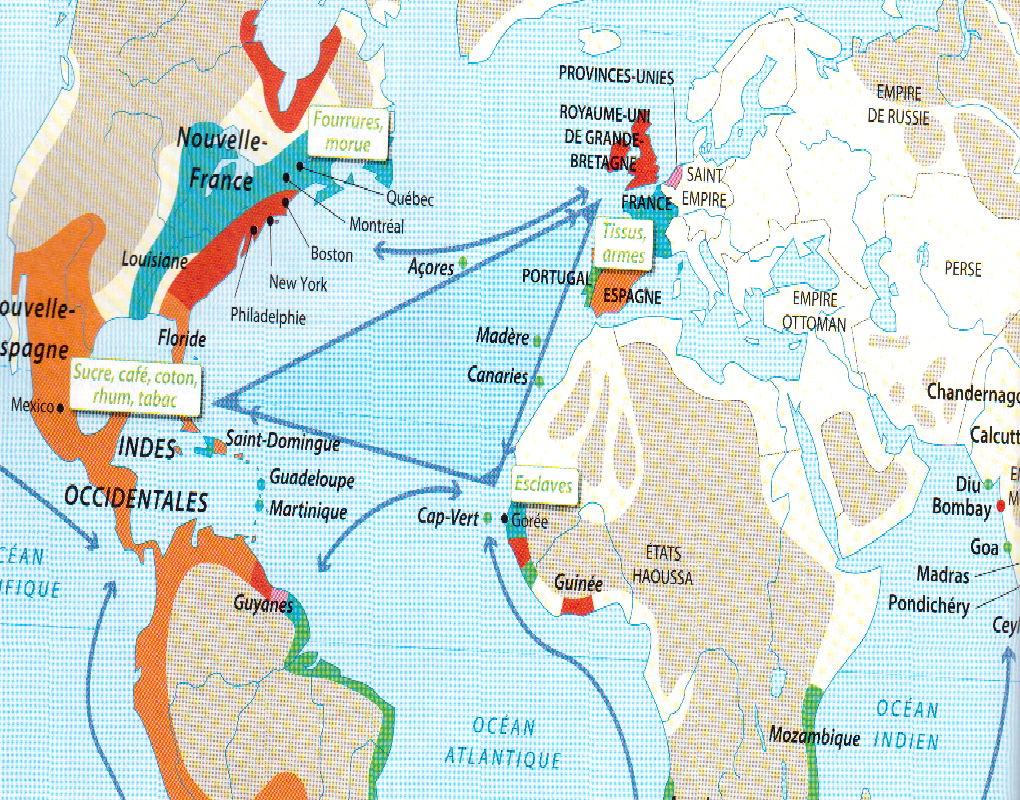 PROVINCES-UNIES
ROYAUME-UNI
DE GRANDE-
BRETAGNE
EMPIRE
DE RUSSIE
Fourrures,
morue
Nouvelle-
France
SAINT
EMPIRE
FRANCE
Québec
Montréal
Boston
New York
Philadelphie
Louisiane
Floride
Açores
Tissus,
armes
PORTUGAL
ESPAGNE
PERSE
EMPIRE
OTTOMAN
ouvelle-
spagne
Madère
Canaries
Sucre, café, coton,
rhum, tabac
Mexico
Chandernago
Calcutt
INDES
OCCIDENTALES
Saint-Domingue
Guadeloupe
Martinique
Esclaves
Cap-Vert
Gorée
Diu
Bombay
Goa
Madras
Pondichéry
Ceyl
ÉTATS
HAOUSSA
Guinée
CÉAN
IFIQUE
Guyanes
OCÉAN
ATLANTIQUE
Mozambique
OCÉAN
INDIEN